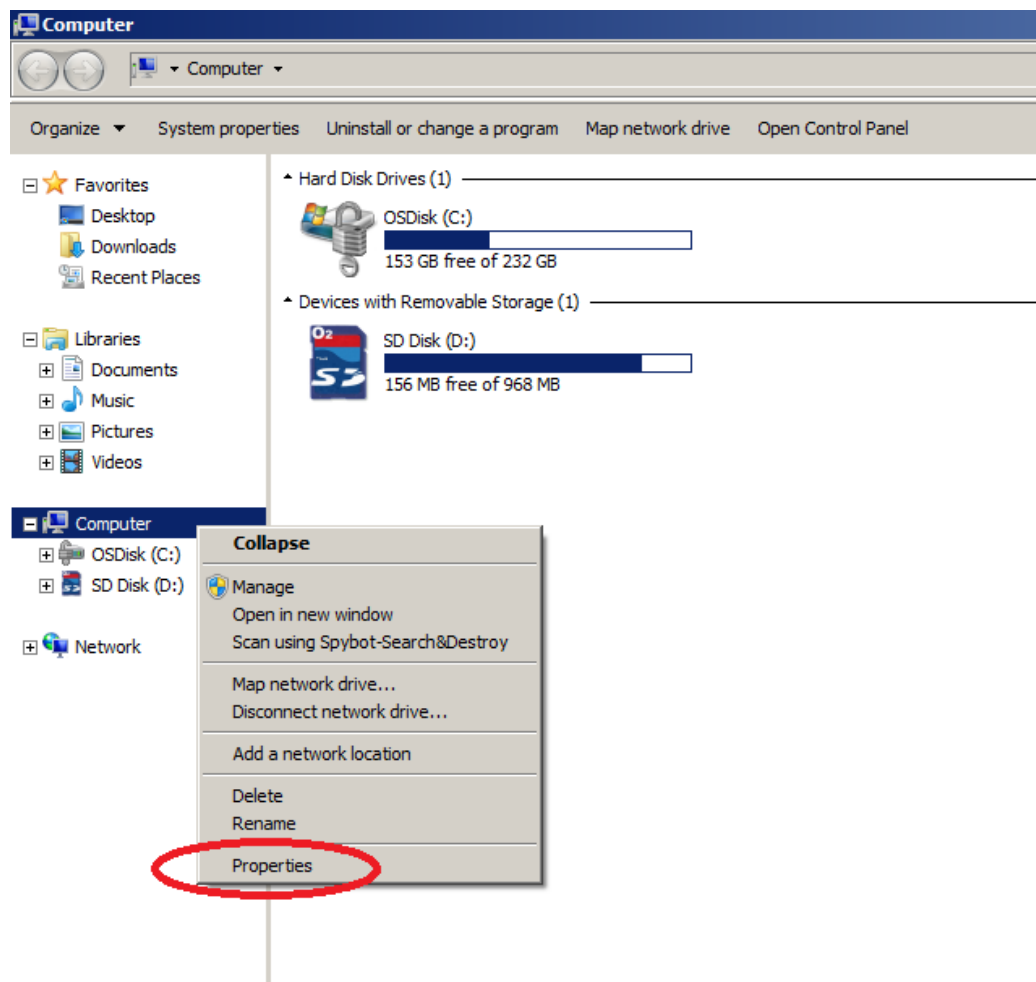 Computer
Computer
Organize System properties Uninstall or change a program Map network drive Open Control Panel
Favorites
Desktop
Downloads
Recent Places
Libraries
Documents
Music
Pictures
Videos
Computer
OSDisk (C:)
SD Disk (D:)
Network
Hard Disk Drives (1)
OSDisk (C:)
153 GB free of 232 GB
Devices with Removable Storage (1)
O2
SD
SD Disk (D:)
156 MB free of 968 MB
Collapse
Manage
Open in new window
Scan using Spybot-Search&Destroy
Map network drive...
Disconnect network drive...
Add a network location
Delete
Rename
Properties